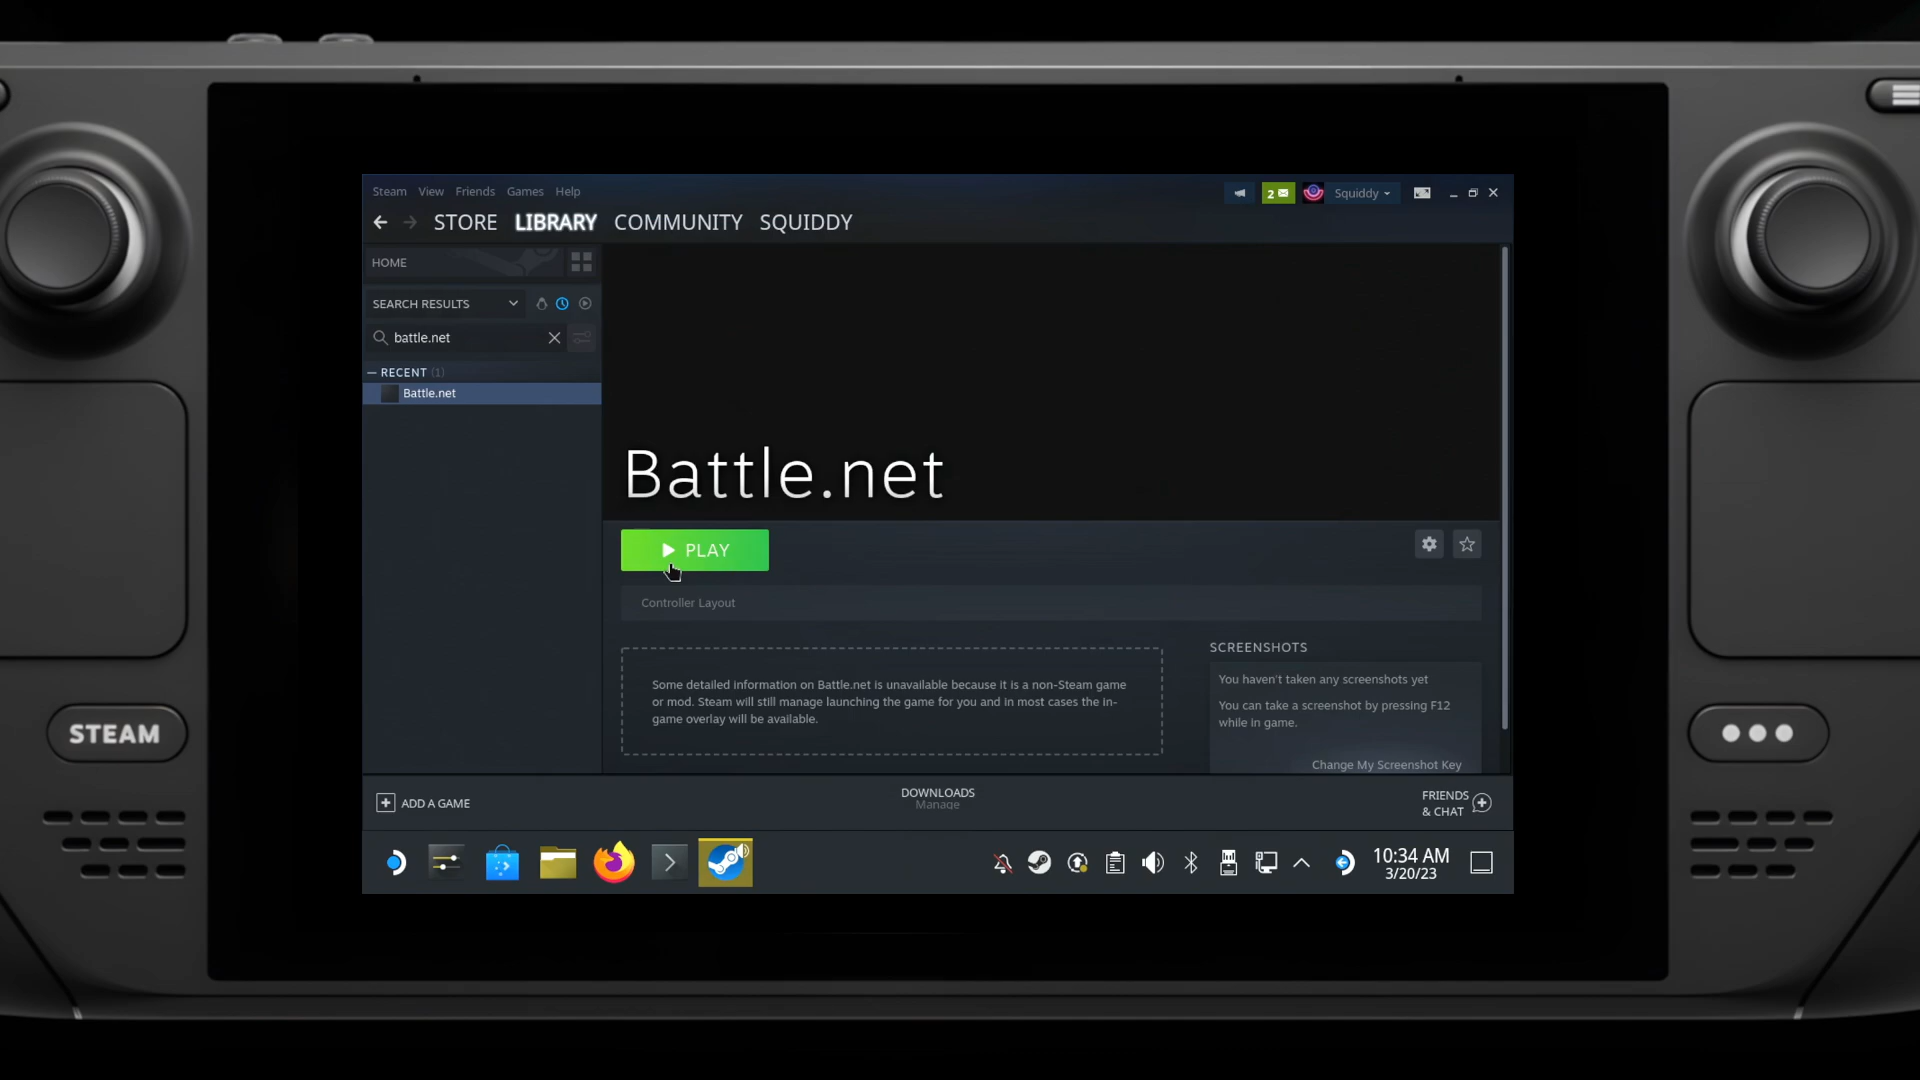 Steam View Friends Games Help
2
Squiddy
STORE LIBRARY COMMUNITY SQUIDDY
HOME
SEARCH RESULTS
battle.net
RECENT (1)
Battle.net
Battle.net
PLAY
Controller Layout
Some detailed information on Battle.net is unavailable because it is a non-Steam game
or mod. Steam will still manage launching the game for you and in most cases the in-
game overlay will be available.
SCREENSHOTS
You haven't taken any screenshots yet
You can take a screenshot by pressing F12
while in game.
Change My Screenshot Key
ADD A GAME
DOWNLOADS
Manage
FRIENDS
& CHAT
10:34 AM
3/20/23
STEAM